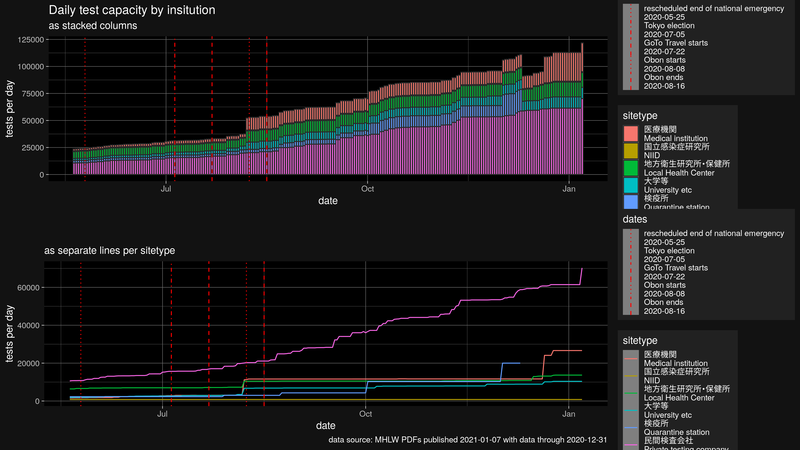 Daily test capacity by insitution
as stacked columns
125000
100000
75000
50000
25000
0
tests per day
Jul
Oct
Jan
date
rescheduled end of national emergency
2020-05-25
Tokyo election
2020-07-05
GoTo Travel starts
2020-07-22
Obon starts
2020-08-08
Obon ends
2020-08-16
sitetype
医療機関
Medical institution
国立感染症研究所
NIID
地方衛生研究所・保健所
Local Health Center
大学等
University etc
検疫所
Quarantine station
as separate lines per sitetype
60000
40000
20000
0
tests per day
Jul
Oct
Jan
date
dates
rescheduled end of national emergency
2020-05-25
Tokyo election
2020-07-05
GoTo Travel starts
2020-07-22
Obon starts
2020-08-08
Obon ends
2020-08-16
sitetype
医療機関
Medical institution
国立感染症研究所
NIID
地方衛生研究所・保健所
Local Health Center
大学等
University etc
検疫所
Quarantine station
民間検査会社
Private testing company
data source: MHLW PDFs published 2021-01-07 with data through 2020-12-31